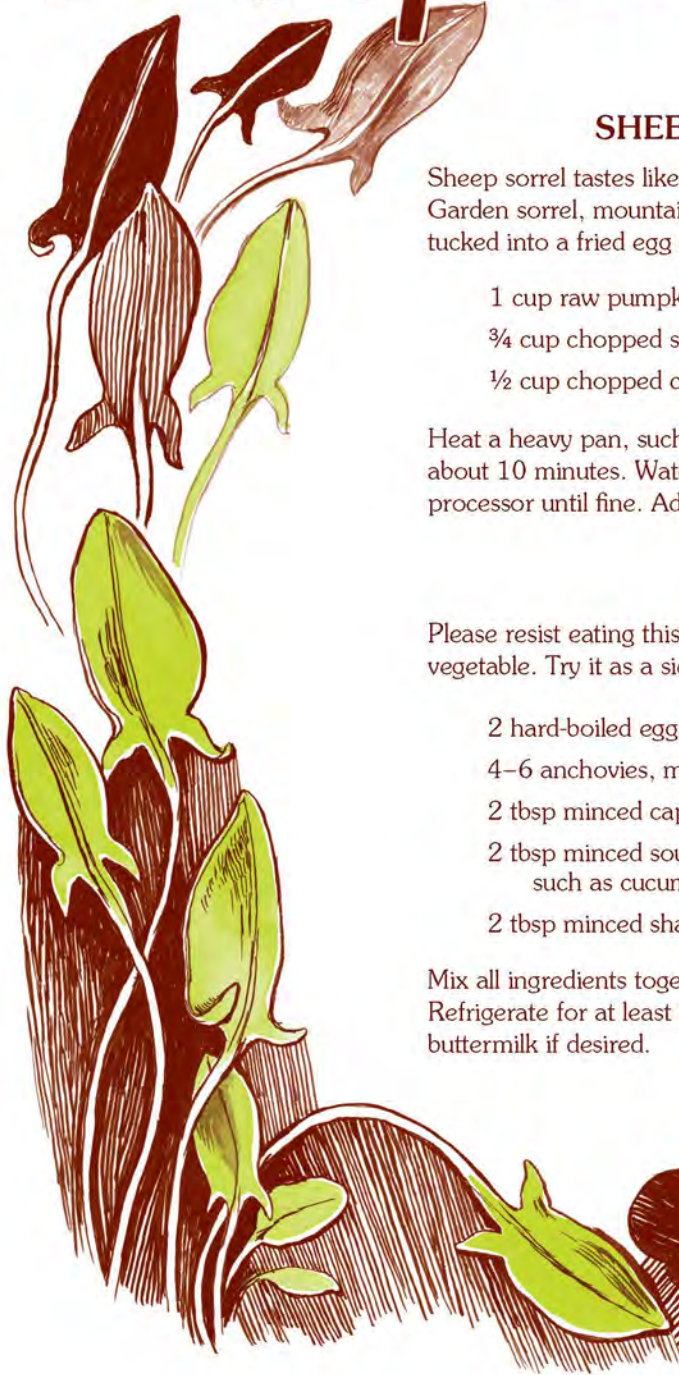 SHEE
Sheep sorrel tastes like
Garden sorrel, mountai
tucked into a fried egg
1 cup raw pumpk
¾ cup chopped s
½ cup chopped c
Heat a heavy pan, such
about 10 minutes. Wat
processor until fine. Ad
Please resist eating this
vegetable. Try it as a si
2 hard-boiled egg
4–6 anchovies, m
2 tbsp minced cap
2 tbsp minced sou
such as cucum
2 tbsp minced sha
Mix all ingredients toge
Refrigerate for at least
buttermilk if desired.